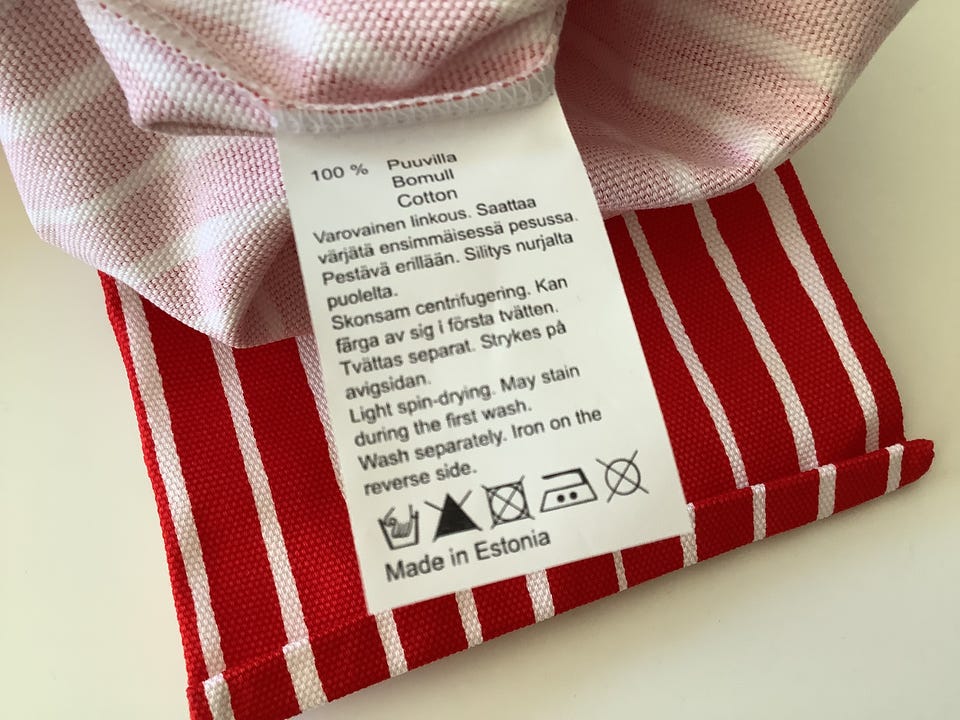 100 % Puuvilla
Bomull
Cotton
Varovainen linkous. Saattaa
värjätä ensimmäisessä pesussa.
Pestävä erillään. Silitys nurjalta
puolelta.
Skonsam centrifugering. Kan
färga av sig i första tvätten.
Tvättas separat. Strykes på
avigsidan.
Light spin-drying. May stain
during the first wash.
Wash separately. Iron on the
reverse side.
Made in Estonia